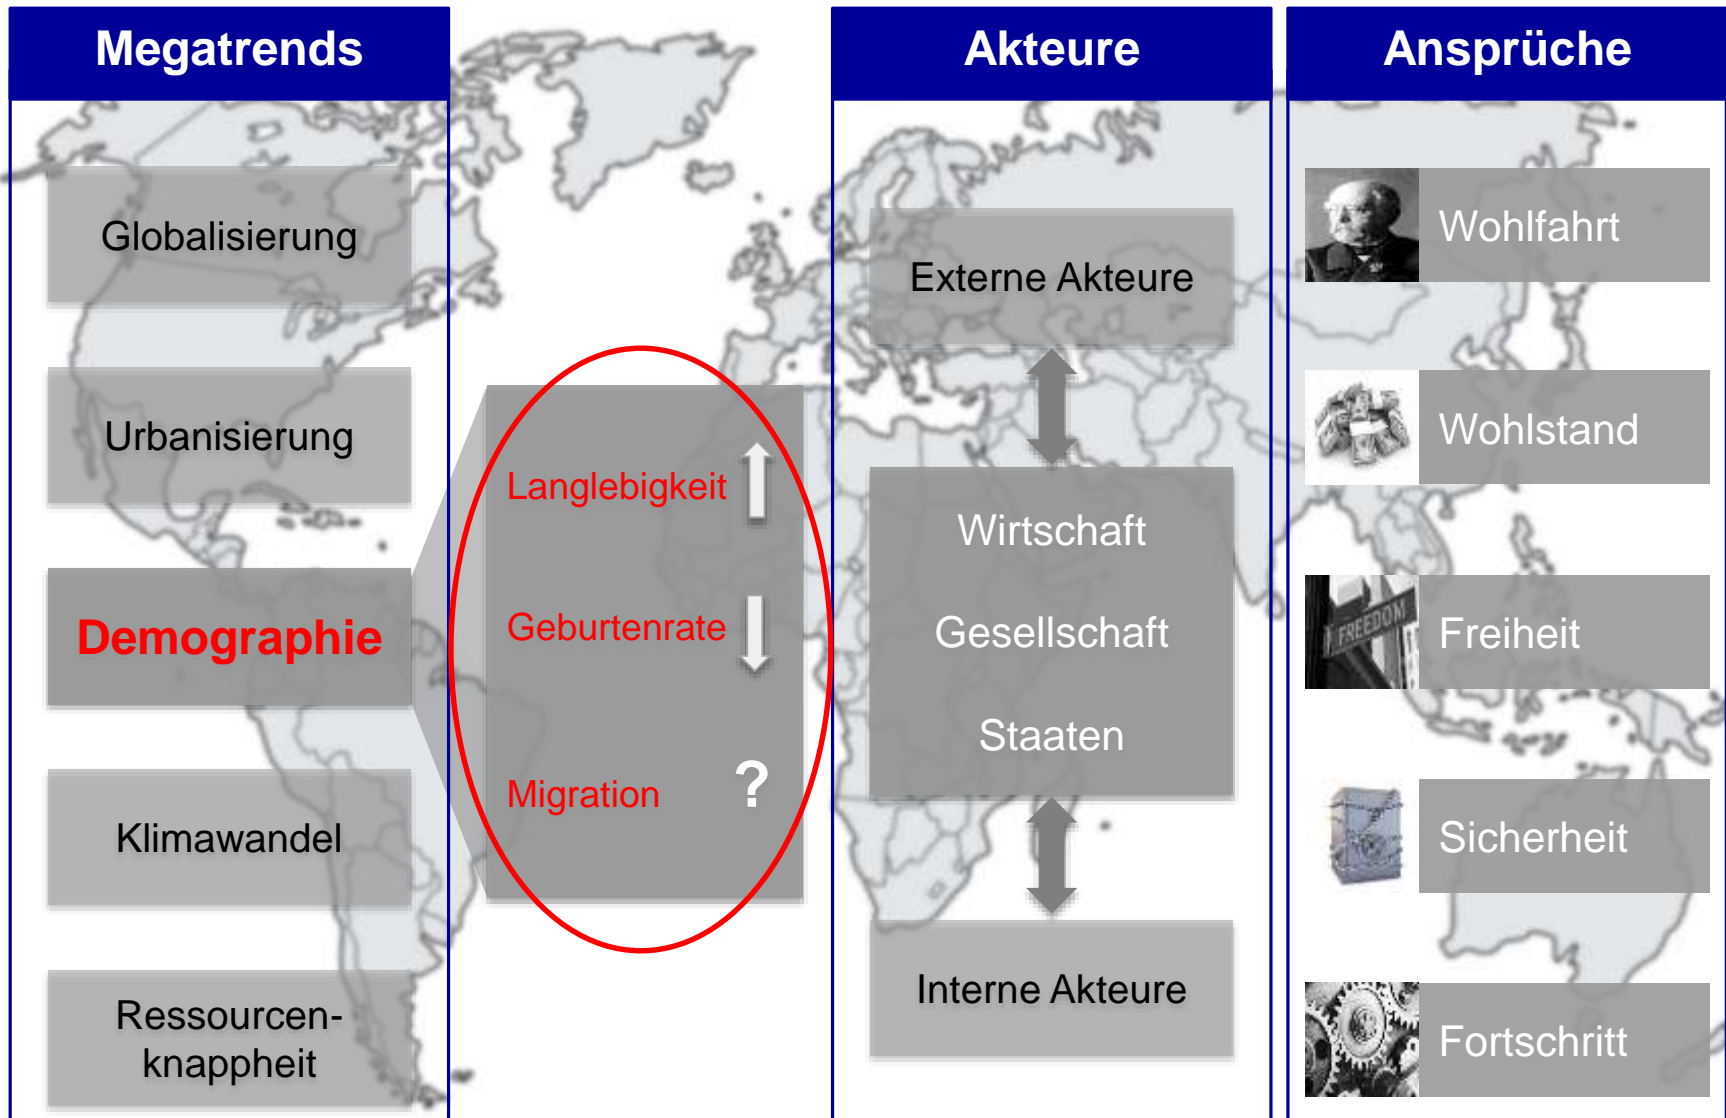 Megatrends
Globalisierung
Urbanisierung
Demographie
Klimawandel
Ressourcen-
knappheit
Langlebigkeit
Geburtenrate
Migration ?
Akteure
Externe Akteure
Wirtschaft
Gesellschaft
Staaten
Interne Akteure
Ansprüche
Wohlfahrt
Wohlstand
FREEDOM
Freiheit
Sicherheit
Fortschritt